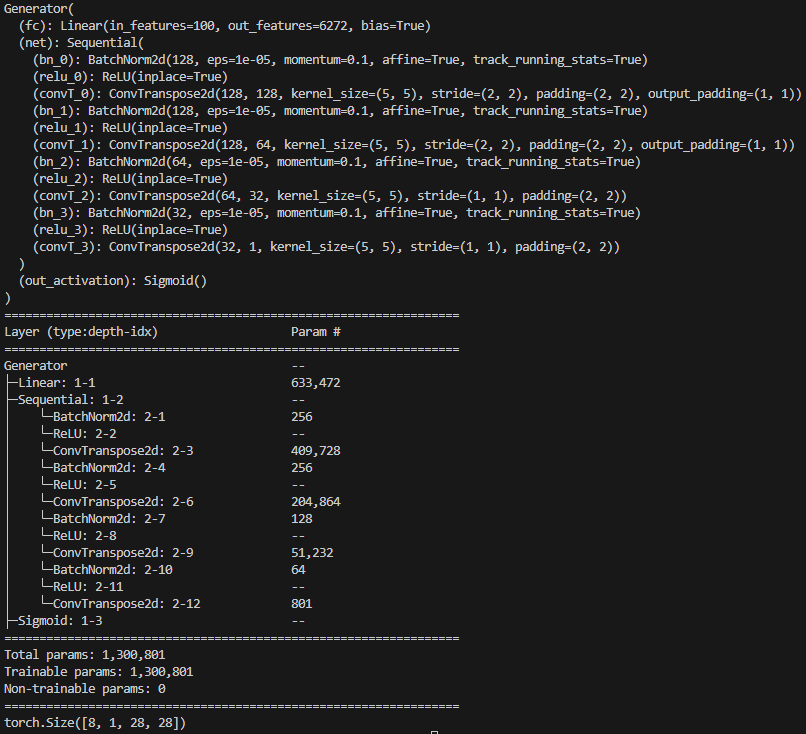 Generator(
  (fc): Linear(in_features=100, out_features=6272, bias=True)
  (net): Sequential(
    (bn_0): BatchNorm2d(128, eps=1e-05, momentum=0.1, affine=True, track_running_stats=True)
    (relu_0): ReLU(inplace=True)
    (convT_0): ConvTranspose2d(128, 128, kernel_size=(5, 5), stride=(2, 2), padding=(2, 2), output_padding=(1, 1))
    (bn_1): BatchNorm2d(128, eps=1e-05, momentum=0.1, affine=True, track_running_stats=True)
    (relu_1): ReLU(inplace=True)
    (convT_1): ConvTranspose2d(128, 64, kernel_size=(5, 5), stride=(2, 2), padding=(2, 2), output_padding=(1, 1))
    (bn_2): BatchNorm2d(64, eps=1e-05, momentum=0.1, affine=True, track_running_stats=True)
    (relu_2): ReLU(inplace=True)
    (convT_2): ConvTranspose2d(64, 32, kernel_size=(5, 5), stride=(1, 1), padding=(2, 2))
    (bn_3): BatchNorm2d(32, eps=1e-05, momentum=0.1, affine=True, track_running_stats=True)
    (relu_3): ReLU(inplace=True)
    (convT_3): ConvTranspose2d(32, 1, kernel_size=(5, 5), stride=(1, 1), padding=(2, 2))
  )
  (out_activation): Sigmoid()
)
=================================================================
Layer (type:depth-idx)                   Param #
=================================================================
Generator                                --
├─Linear: 1-1                            633,472
├─Sequential: 1-2                        --
│    └─BatchNorm2d: 2-1                  256
│    └─ReLU: 2-2                         --
│    └─ConvTranspose2d: 2-3              409,728
│    └─BatchNorm2d: 2-4                  256
│    └─ReLU: 2-5                         --
│    └─ConvTranspose2d: 2-6              204,864
│    └─BatchNorm2d: 2-7                  128
│    └─ReLU: 2-8                         --
│    └─ConvTranspose2d: 2-9              51,232
│    └─BatchNorm2d: 2-10                 64
│    └─ReLU: 2-11                        --
│    └─ConvTranspose2d: 2-12             801
├─Sigmoid: 1-3                           --
=================================================================
Total params: 1,300,801
Trainable params: 1,300,801
Non-trainable params: 0
=================================================================
torch.Size([8, 1, 28, 28])